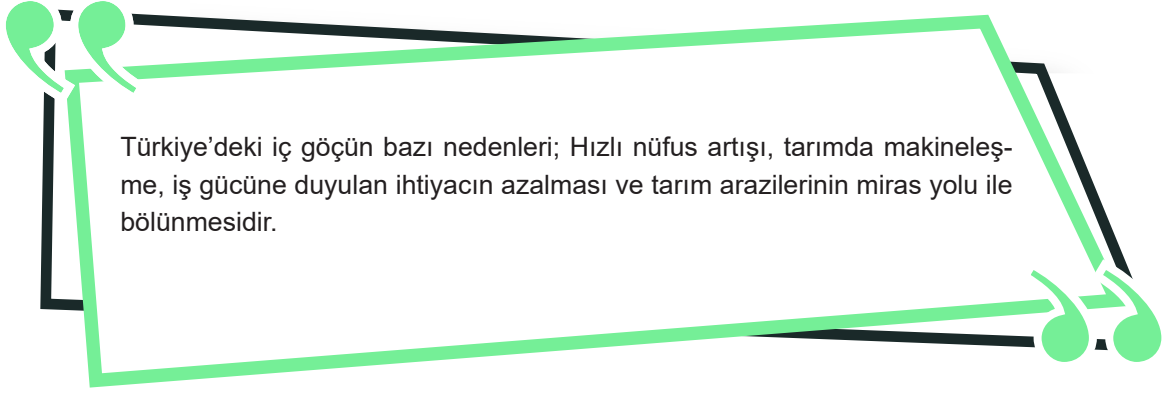 Türkiye’deki iç göçün bazı nedenleri; Hızlı nüfus artışı, tarımda makineleş-
me, iş gücüne duyulan ihtiyacın azalması ve tarım arazilerinin miras yolu ile
bölünmesidir.